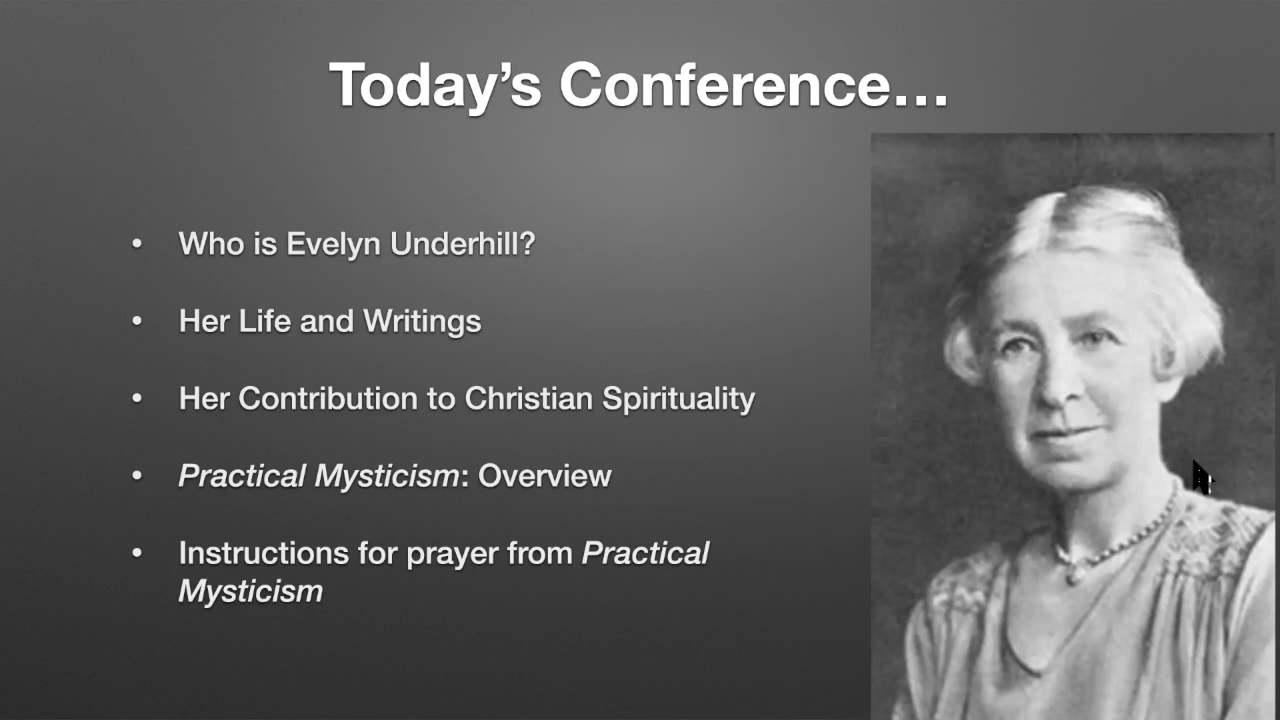 Today’s Conference…
• Who is Evelyn Underhill?
• Her Life and Writings
• Her Contribution to Christian Spirituality
• Practical Mysticism: Overview
• Instructions for prayer from Practical
Mysticism